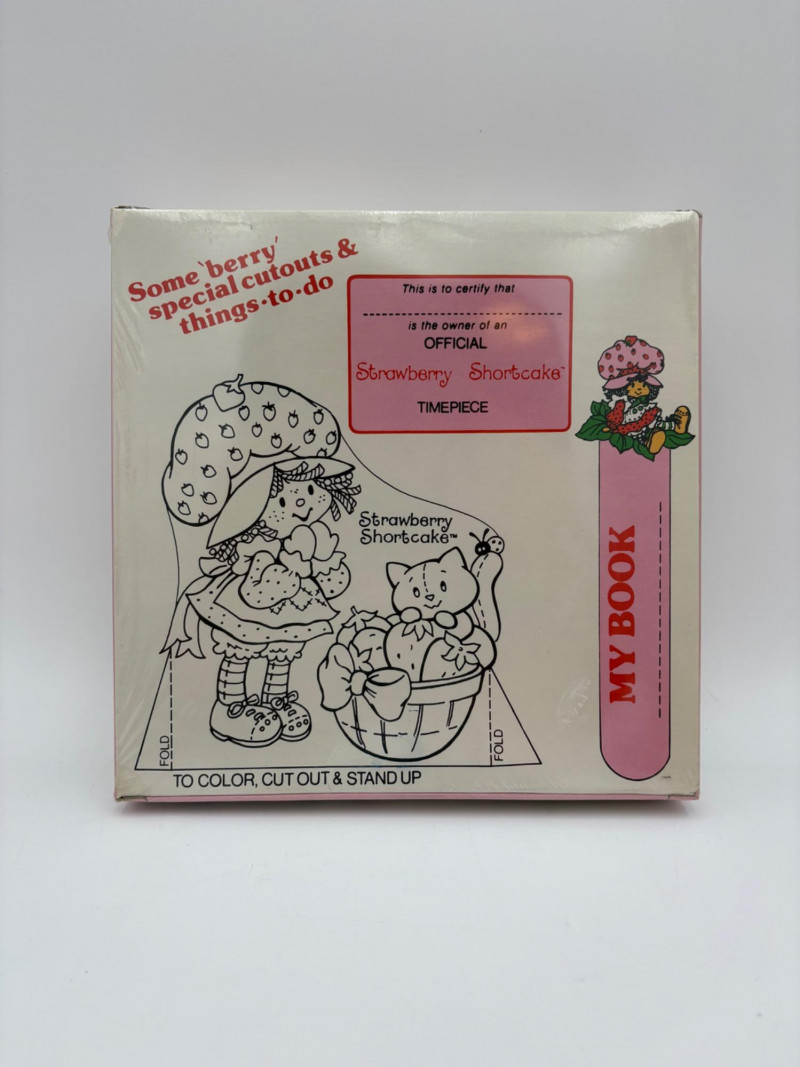 Some 'berry'
special cutouts &
things·to·do
This is to certify that
is the owner of an
OFFICIAL
Strawberry Shortcake™
TIMEPIECE
Strawberry
Shortcake™
MY BOOK
FOLD
FOLD
TO COLOR, CUT OUT & STAND UP